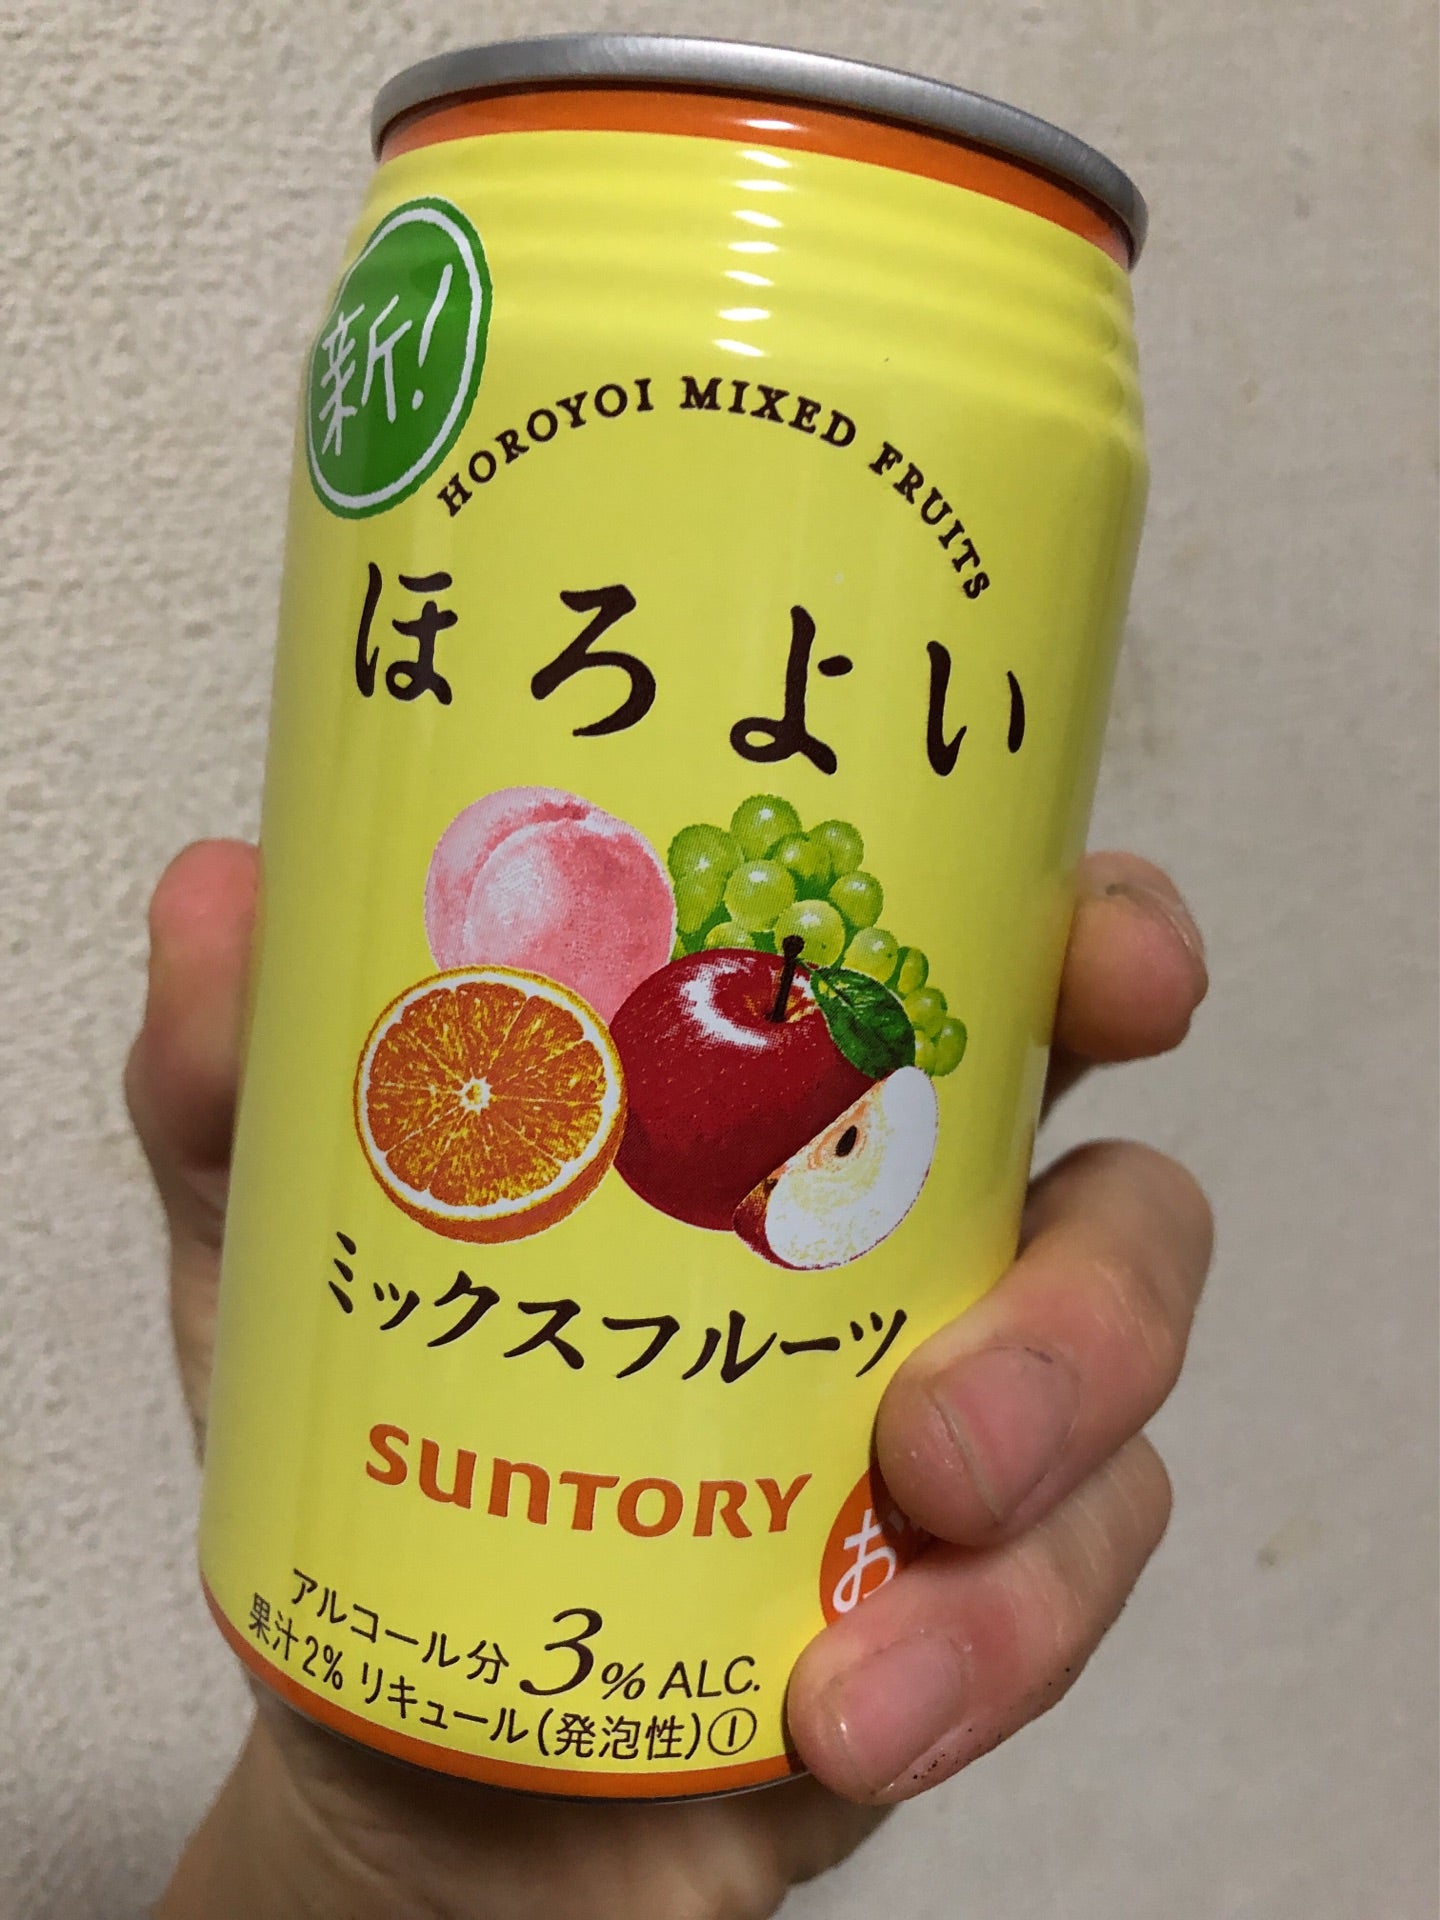 新!
HOROYOI MIXED FRUITS
ほろよい
ミックスフルーツ
SUNTORY
アルコール分 3% ALC.
果汁2% リキュール(発泡性)①